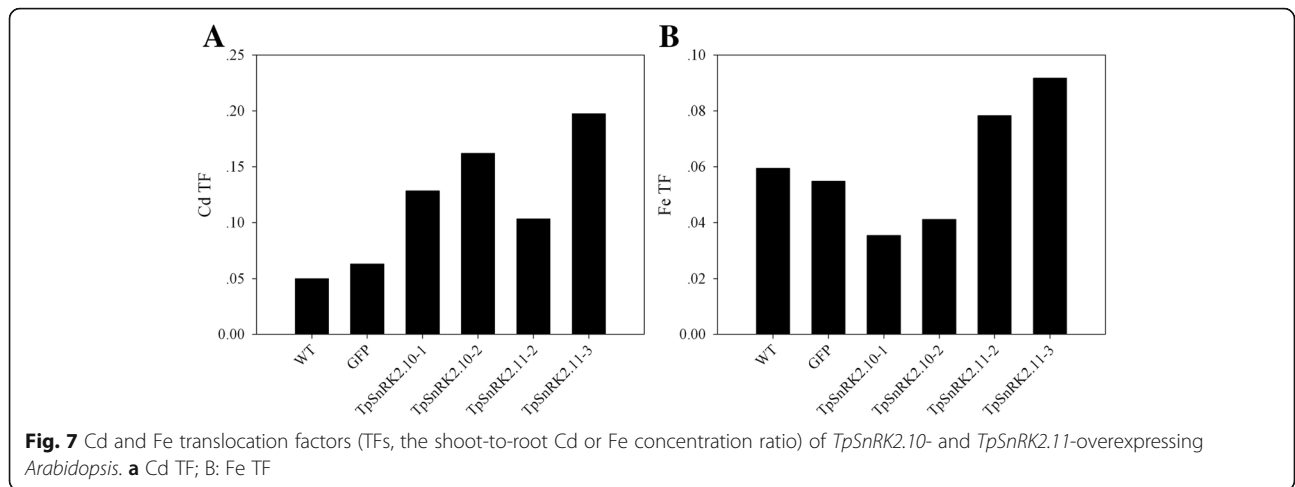 A
.25
.20
.15
.10
.05
0.00
Cd TF
WT
GFP
TpSnRK2.10-1
TpSnRK2.10-2
TpSnRK2.11-2
TpSnRK2.11-3
B
.10
.08
.06
.04
.02
0.00
Fe TF
WT
GFP
TpSnRK2.10-1
TpSnRK2.10-2
TpSnRK2.11-2
TpSnRK2.11-3
Fig. 7 Cd and Fe translocation factors (TFs, the shoot-to-root Cd or Fe concentration ratio) of TpSnRK2.10- and TpSnRK2.11-overexpressing
Arabidopsis. a Cd TF; B: Fe TF